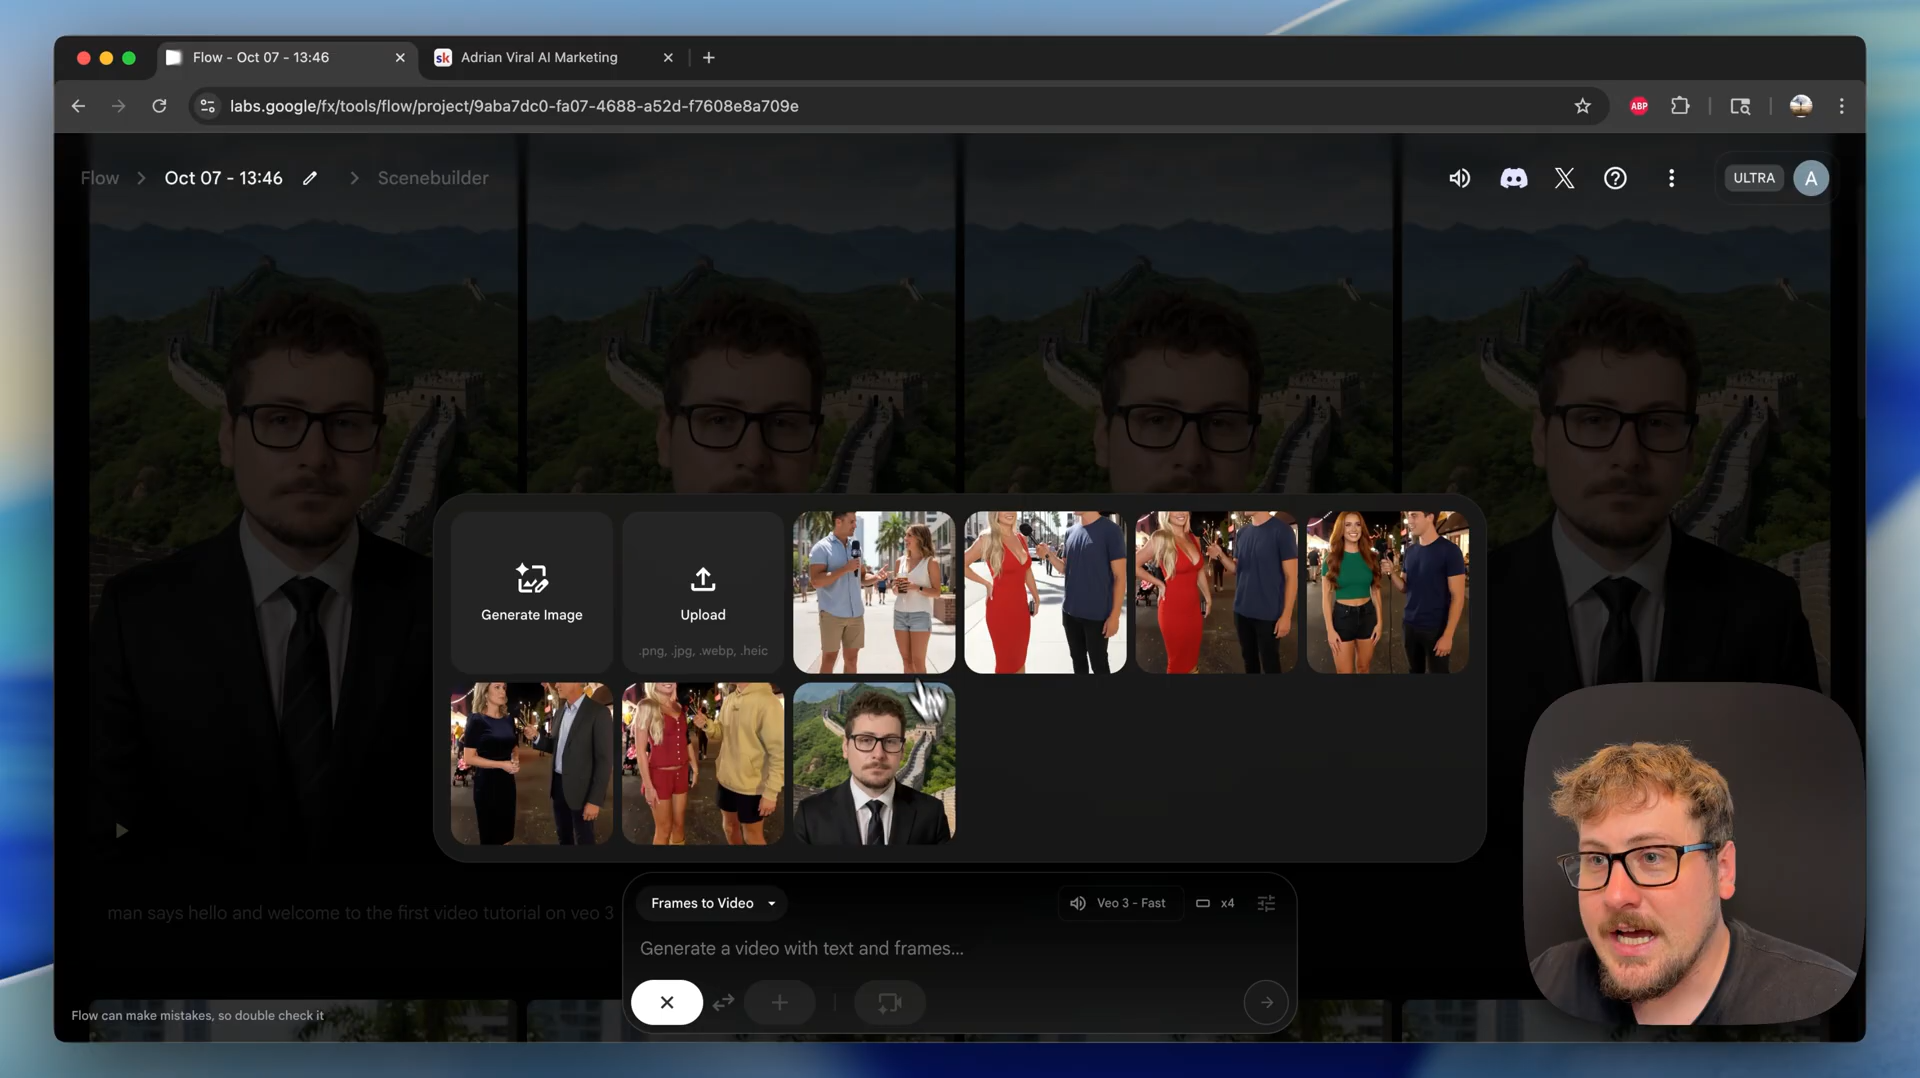 Flow - Oct 07 - 13:46
sk Adrian Viral AI Marketing
labs.google/fx/tools/flow/project/9aba7dc0-fa07-4688-a52d-f7608e8a709e
ABP
Flow > Oct 07 - 13:46 > Scenebuilder
ULTRA
A
Generate Image
Upload
.png, .jpg, .webp, .heic
man says hello and welcome to the first video tutorial on veo 3
Frames to Video
Veo 3 - Fast
x4
Generate a video with text and frames...
Flow can make mistakes, so double check it